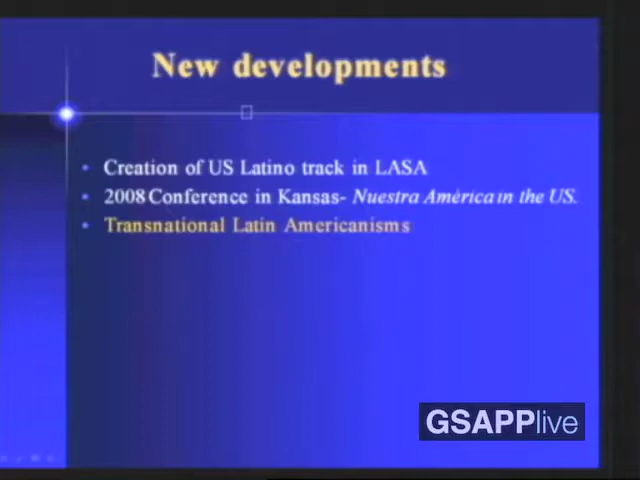 New developments
Creation of US Latino track in LASA
2008 Conference in Kansas- Nuestra América in the US.
Transnational Latin Americanisms
GSAPPlive